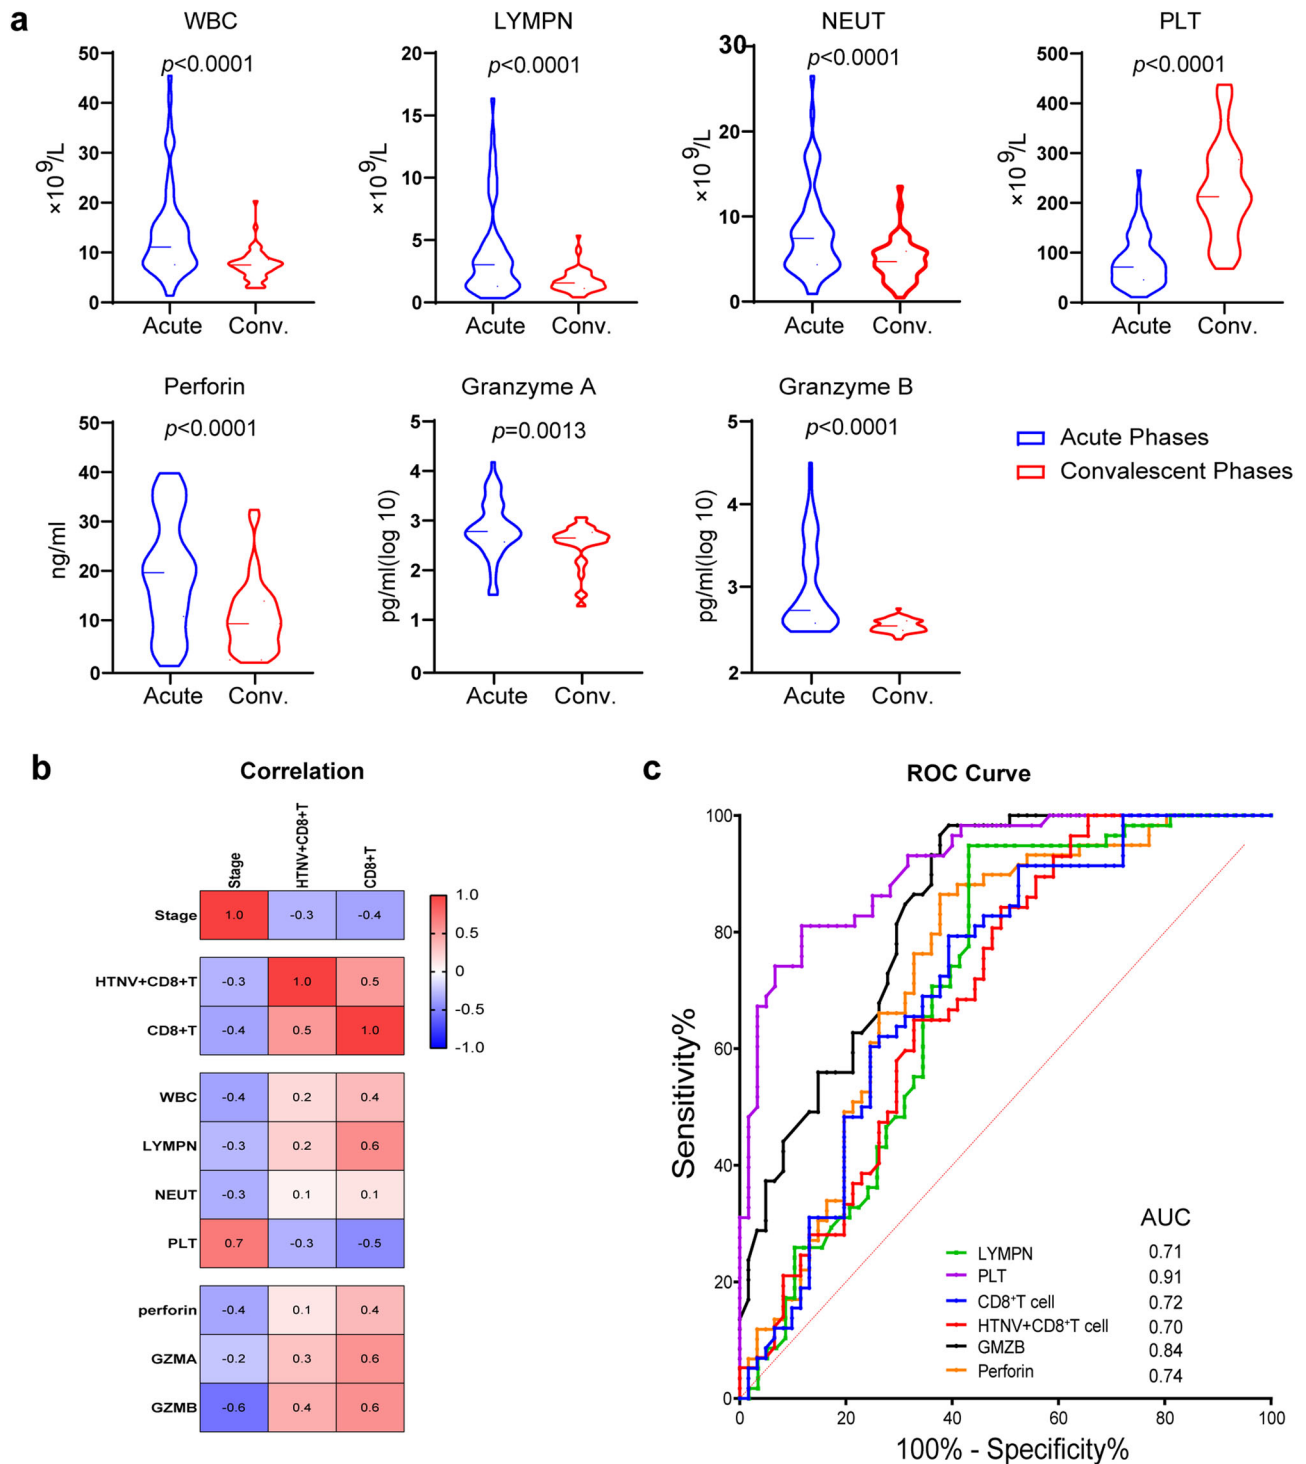 a
WBC LYMPN NEUT PLT
p<0.0001 p<0.0001 p<0.0001 p<0.0001
×10 9/L ×10 9/L ×10 9/L ×10 9/L
50 20 30 500
40 15 20 400
30 10 10 300
20 5 0 200
10 0 100
0 0
Acute Conv. Acute Conv. Acute Conv. Acute Conv.
Perforin Granzyme A Granzyme B
p<0.0001 p=0.0013 p<0.0001
ng/ml pg/ml(log 10) pg/ml(log 10)
50 5 5
40 4 4
30 3 3
20 2 2
10 1
0 0
Acute Conv. Acute Conv. Acute Conv.
Acute Phases
Convalescent Phases
b
Correlation
Stage HTNV+CD8+T CD8+T
Stage 1.0 -0.3 -0.4
HTNV+CD8+T -0.3 1.0 0.5
CD8+T -0.4 0.5 1.0
WBC -0.4 0.2 0.4
LYMPN -0.3 0.2 0.6
NEUT -0.3 0.1 0.1
PLT 0.7 -0.3 -0.5
perforin -0.4 0.1 0.4
GZMA -0.2 0.3 0.6
GZMB -0.6 0.4 0.6
1.0
0.5
0
-0.5
-1.0
c
ROC Curve
Sensitivity%
100
80
60
40
20
0
0 20 40 60 80 100
100% - Specificity%
AUC
LYMPN 0.71
PLT 0.91
CD8⁺T cell 0.72
HTNV+CD8⁺T cell 0.70
GMZB 0.84
Perforin 0.74